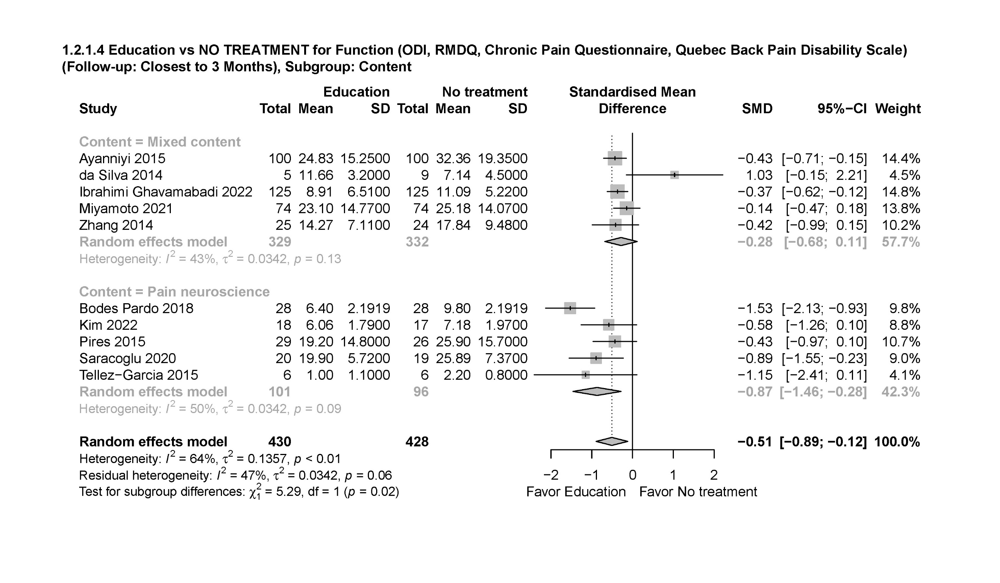 1.2.1.4 Education vs NO TREATMENT for Function (ODI, RMDQ, Chronic Pain Questionnaire, Quebec Back Pain Disability Scale)
(Follow-up: Closest to 3 Months), Subgroup: Content
Education No treatment Standardised Mean
Study Total Mean SD Total Mean SD Difference SMD 95%−CI Weight
Content = Mixed content
Ayanniyi 2015 100 24.83 15.2500 100 32.36 19.3500 −0.43 [−0.71; −0.15] 14.4%
da Silva 2014 5 11.66 3.2000 9 7.14 4.5000 1.03 [−0.15; 2.21] 4.5%
Ibrahimi Ghavamabadi 2022 125 8.91 6.5100 125 11.09 5.2200 −0.37 [−0.62; −0.12] 14.8%
Miyamoto 2021 74 23.10 14.7700 74 25.18 14.0700 −0.14 [−0.47; 0.18] 13.8%
Zhang 2014 25 14.27 7.1100 24 17.84 9.4800 −0.42 [−0.99; 0.15] 10.2%
Random effects model 329 332 −0.28 [−0.68; 0.11] 57.7%
Heterogeneity: I² = 43%, τ² = 0.0342, p = 0.13
Content = Pain neuroscience
Bodes Pardo 2018 28 6.40 2.1919 28 9.80 2.1919 −1.53 [−2.13; −0.93] 9.8%
Kim 2022 18 6.06 1.7900 17 7.18 1.9700 −0.58 [−1.26; 0.10] 8.8%
Pires 2015 29 19.20 14.8000 26 25.90 15.7000 −0.43 [−0.97; 0.10] 10.7%
Saracoglu 2020 20 19.90 5.7200 19 25.89 7.3700 −0.89 [−1.55; −0.23] 9.0%
Tellez−Garcia 2015 6 1.00 1.1000 6 2.20 0.8000 −1.15 [−2.41; 0.11] 4.1%
Random effects model 101 96 −0.87 [−1.46; −0.28] 42.3%
Heterogeneity: I² = 50%, τ² = 0.0342, p = 0.09
Random effects model 430 428 −0.51 [−0.89; −0.12] 100.0%
Heterogeneity: I² = 64%, τ² = 0.1357, p < 0.01
Residual heterogeneity: I² = 47%, τ² = 0.0342, p = 0.06
Test for subgroup differences: χ₁² = 5.29, df = 1 (p = 0.02)
−2 −1 0 1 2
Favor Education Favor No treatment